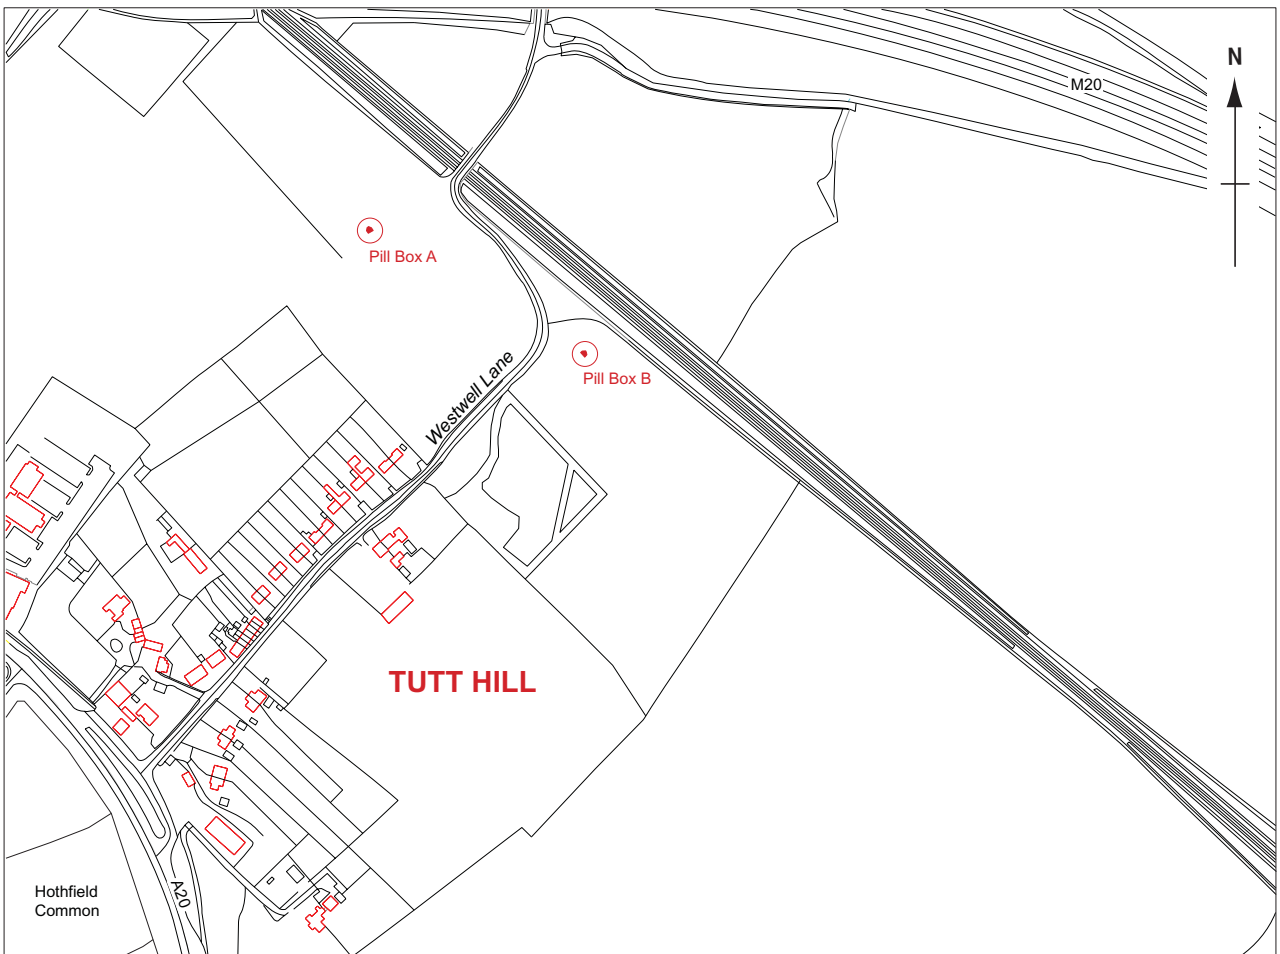 N
M20
Pill Box A
Westwell Lane
Pill Box B
TUTT HILL
A20
Hothfield
Common